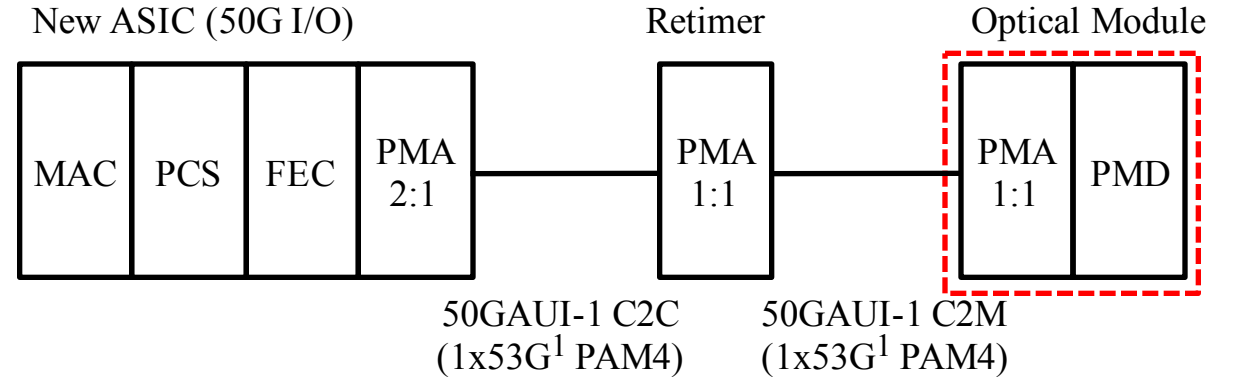 New ASIC (50G I/O)
Retimer
Optical Module
MAC
PCS
FEC
PMA
2:1
PMA
1:1
PMA
1:1
PMD
50GAUI-1 C2C
(1x53G¹ PAM4)
50GAUI-1 C2M
(1x53G¹ PAM4)